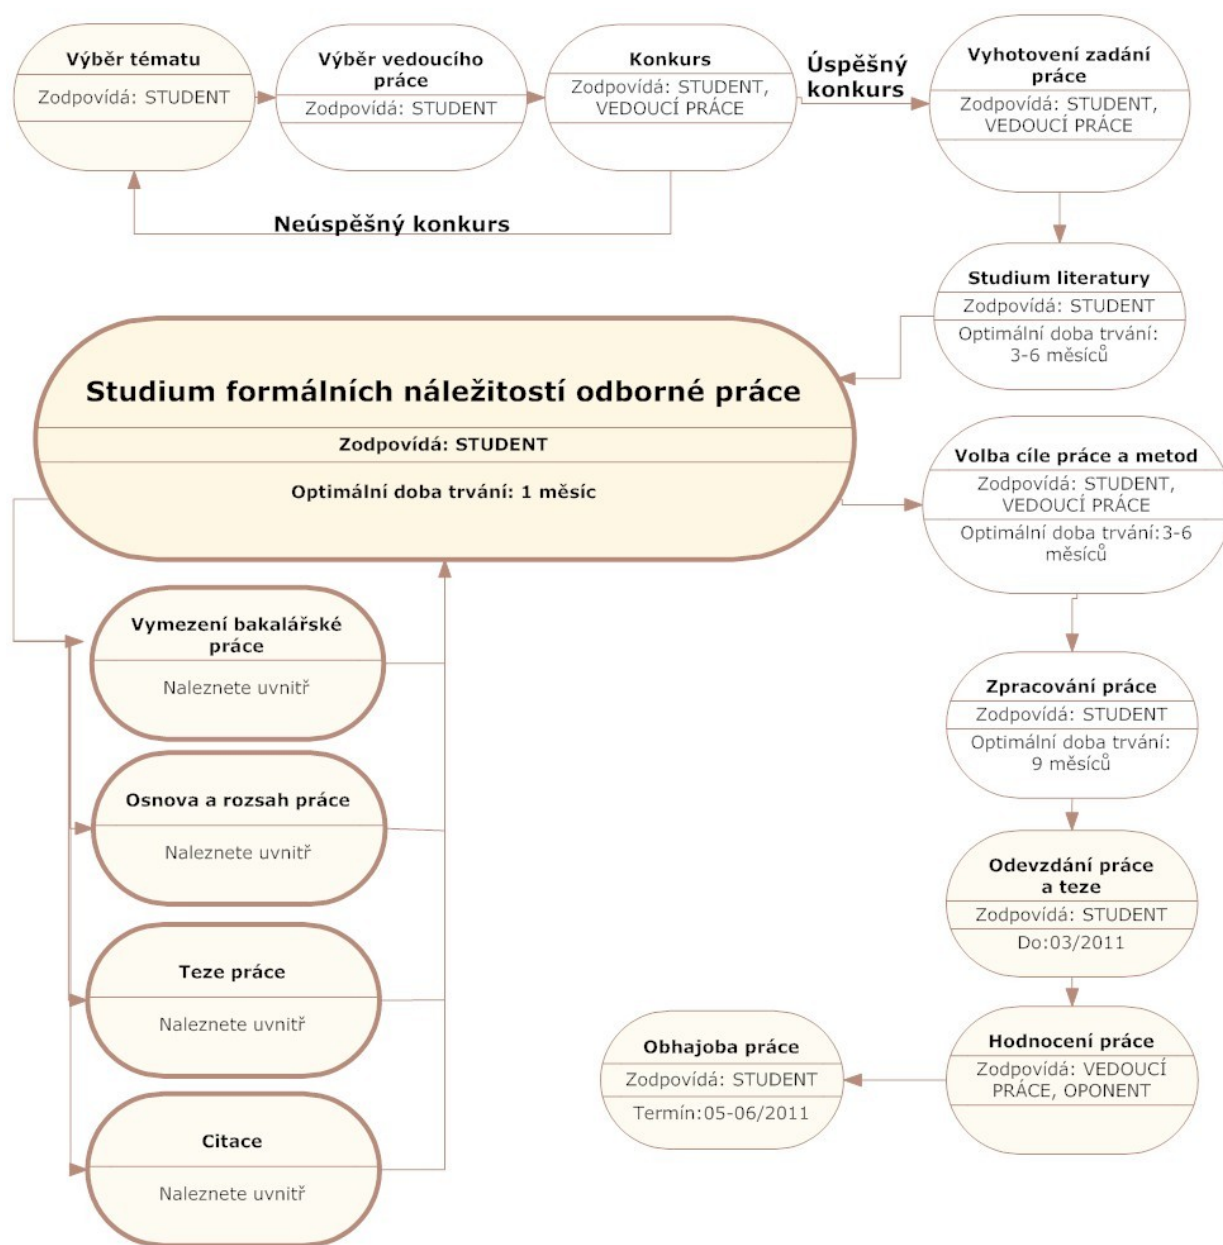 Výběr tématu
Zodpovídá: STUDENT
Výběr vedoucího
práce
Zodpovídá: STUDENT
Konkurs
Zodpovídá: STUDENT,
VEDOUCÍ PRÁCE
Úspěšný
konkurs
Vyhotovení zadání
práce
Zodpovídá: STUDENT,
VEDOUCÍ PRÁCE
Neúspěšný konkurs
Studium literatury
Zodpovídá: STUDENT
Optimální doba trvání:
3-6 měsíců
Studium formálních náležitostí odborné práce
Zodpovídá: STUDENT
Optimální doba trvání: 1 měsíc
Volba cíle práce a metod
Zodpovídá: STUDENT,
VEDOUCÍ PRÁCE
Optimální doba trvání:3-6
měsíců
Vymezení bakalářské
práce
Naleznete uvnitř
Osnova a rozsah práce
Naleznete uvnitř
Teze práce
Naleznete uvnitř
Citace
Naleznete uvnitř
Zpracování práce
Zodpovídá: STUDENT
Optimální doba trvání:
9 měsíců
Odevzdání práce
a teze
Zodpovídá: STUDENT
Do:03/2011
Hodnocení práce
Zodpovídá: VEDOUCÍ
PRÁCE, OPONENT
Obhajoba práce
Zodpovídá: STUDENT
Termín:05-06/2011